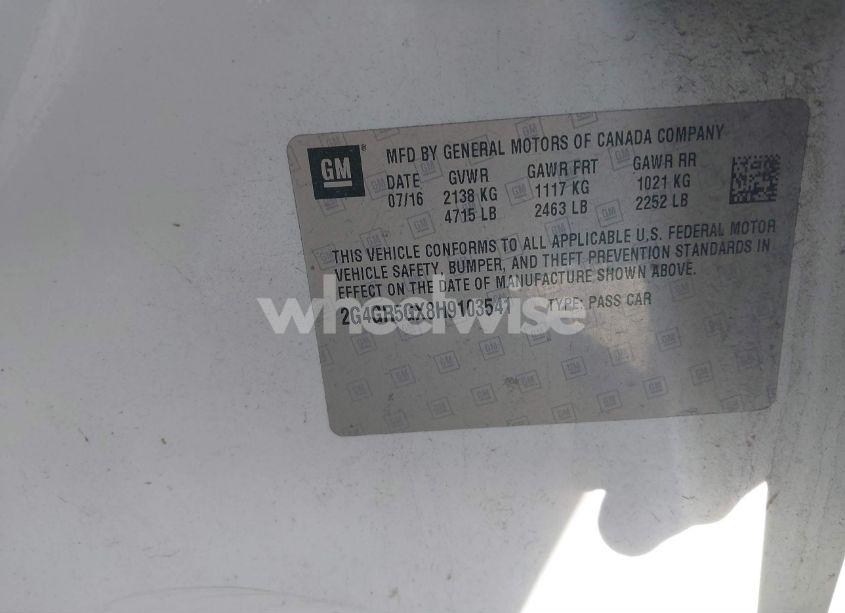 GM
MFD BY GENERAL MOTORS OF CANADA COMPANY
DATE GVWR GAWR FRT GAWR RR
07/16 2138 KG 1117 KG 1021 KG
4715 LB 2463 LB 2252 LB
THIS VEHICLE CONFORMS TO ALL APPLICABLE U.S. FEDERAL MOTOR
VEHICLE SAFETY, BUMPER, AND THEFT PREVENTION STANDARDS IN
EFFECT ON THE DATE OF MANUFACTURE SHOWN ABOVE.
2G4GR5GX8H9103541 TYPE: PASS CAR
wheelwise